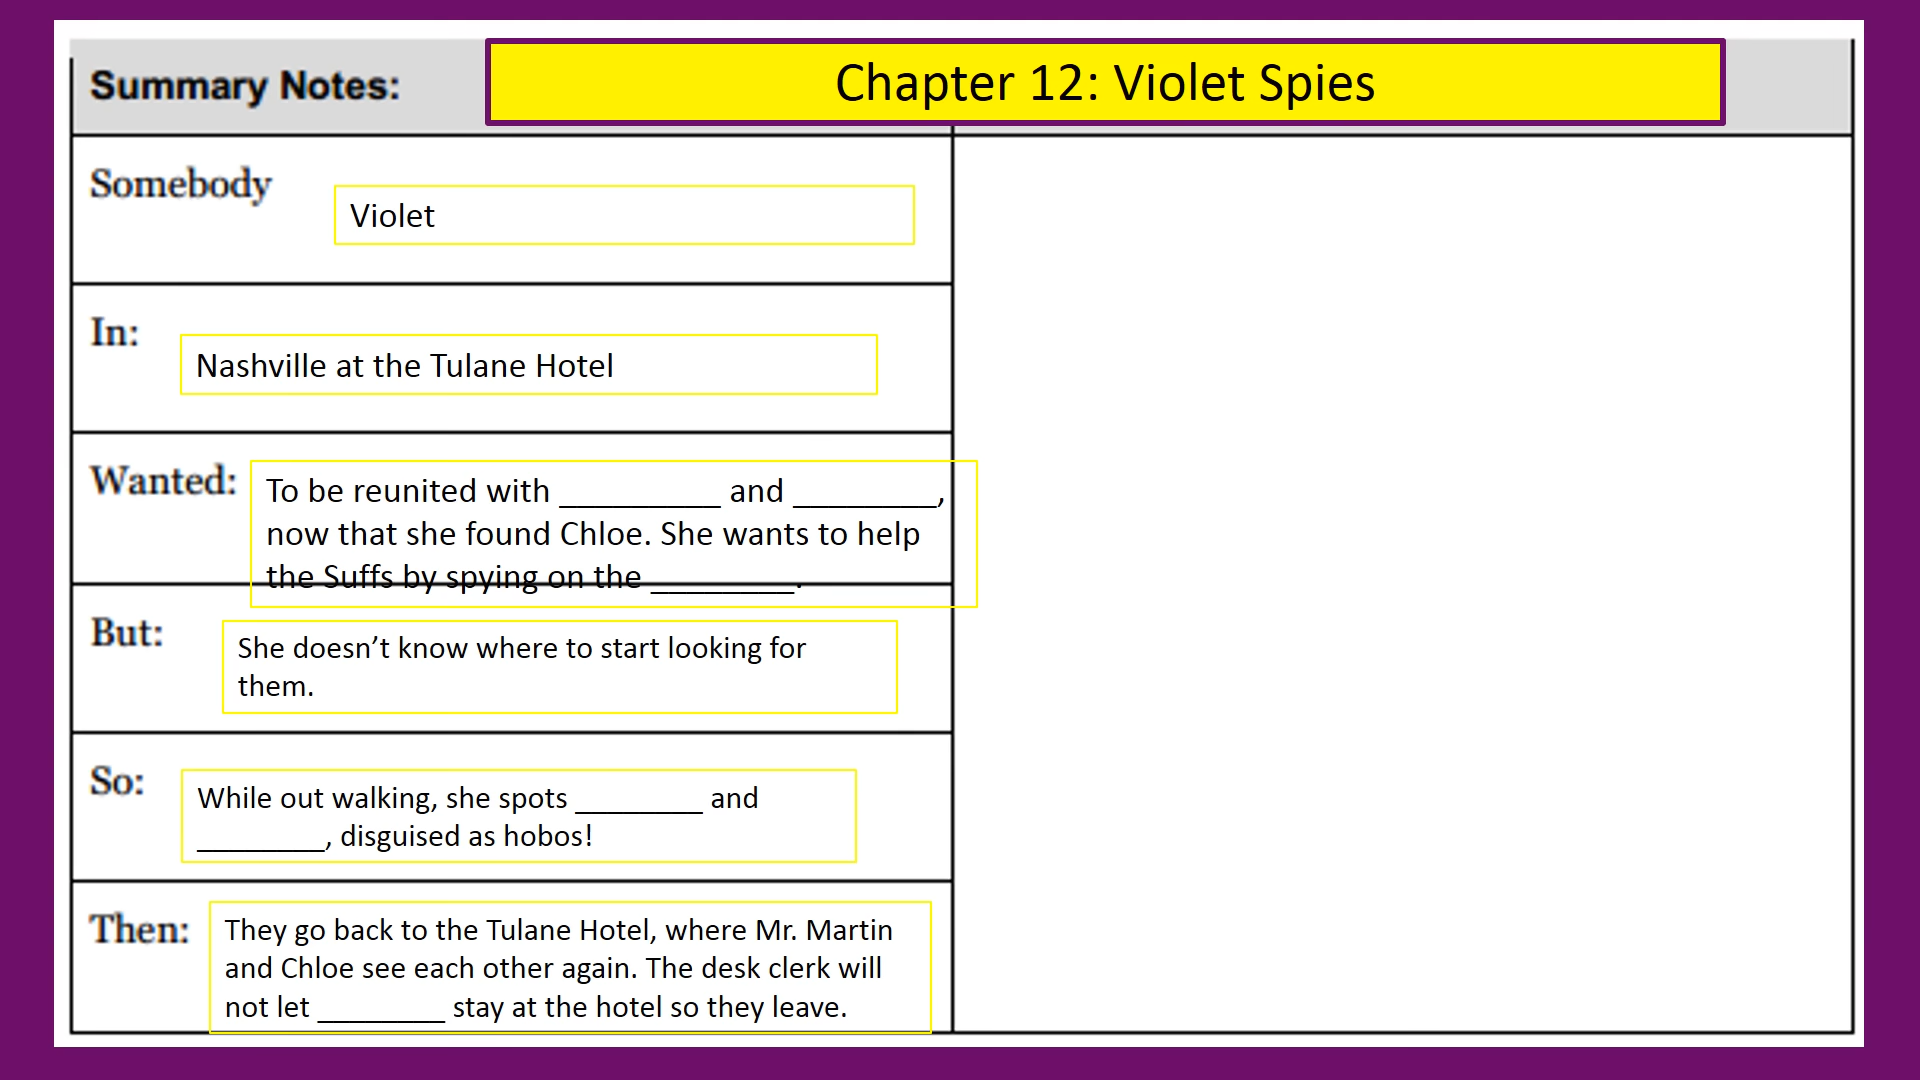 Summary Notes:
Chapter 12: Violet Spies
Somebody
Violet
In:
Nashville at the Tulane Hotel
Wanted:
To be reunited with _________ and ________,
now that she found Chloe. She wants to help
the Suffs by spying on the ________.
But:
She doesn’t know where to start looking for
them.
So:
While out walking, she spots ________ and
________, disguised as hobos!
Then:
They go back to the Tulane Hotel, where Mr. Martin
and Chloe see each other again. The desk clerk will
not let ________ stay at the hotel so they leave.